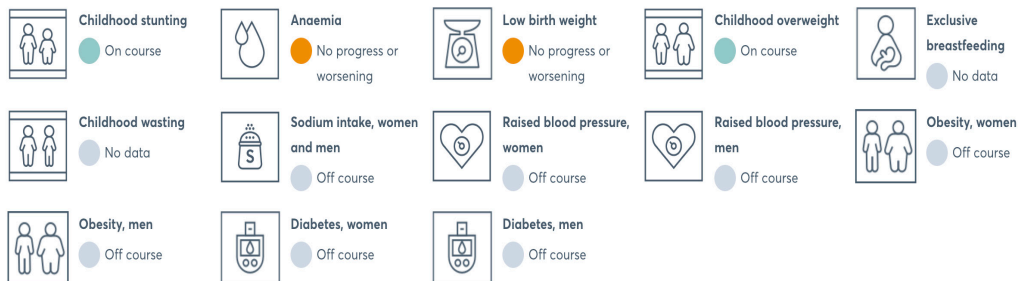 Childhood stunting
On course
Anaemia
No progress or
worsening
Low birth weight
No progress or
worsening
Childhood overweight
On course
Exclusive
breastfeeding
No data
Childhood wasting
No data
S
Sodium intake, women
and men
Off course
Raised blood pressure,
women
Off course
Raised blood pressure,
men
Off course
Obesity, women
Off course
Obesity, men
Off course
Diabetes, women
Off course
Diabetes, men
Off course